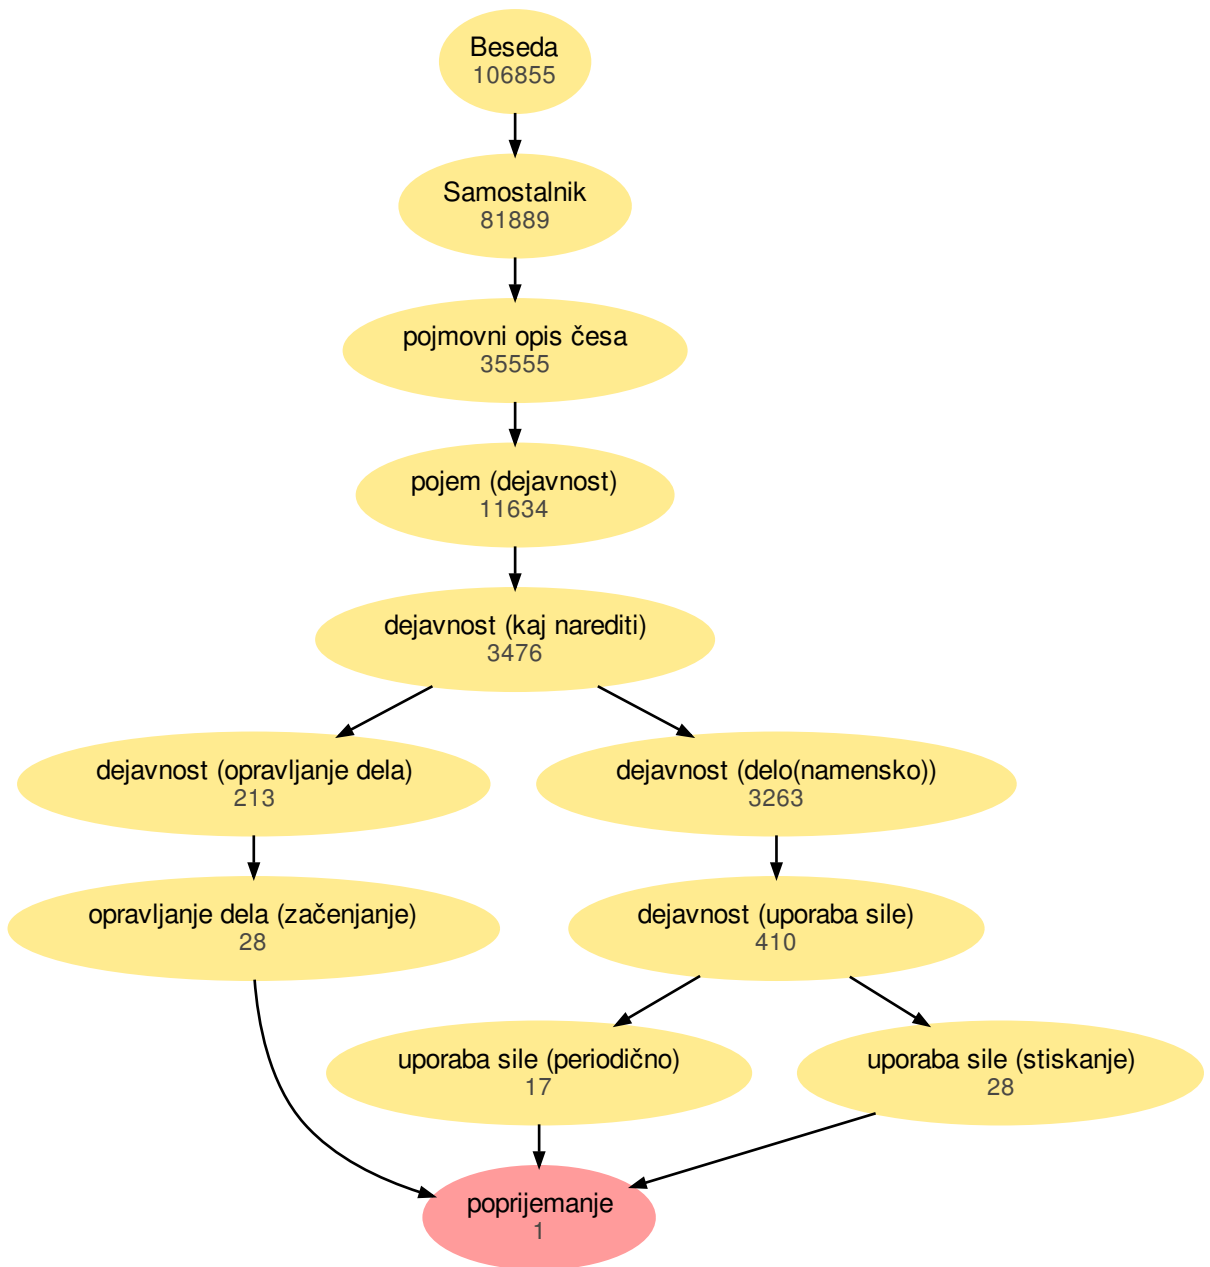 Beseda
106855
Samostalnik
81889
pojmovni opis česa
35555
pojem (dejavnost)
11634
dejavnost (kaj narediti)
3476
dejavnost (opravljanje dela)
213
dejavnost (delo(namensko))
3263
opravljanje dela (začenjanje)
28
dejavnost (uporaba sile)
410
uporaba sile (periodično)
17
uporaba sile (stiskanje)
28
poprijemanje
1